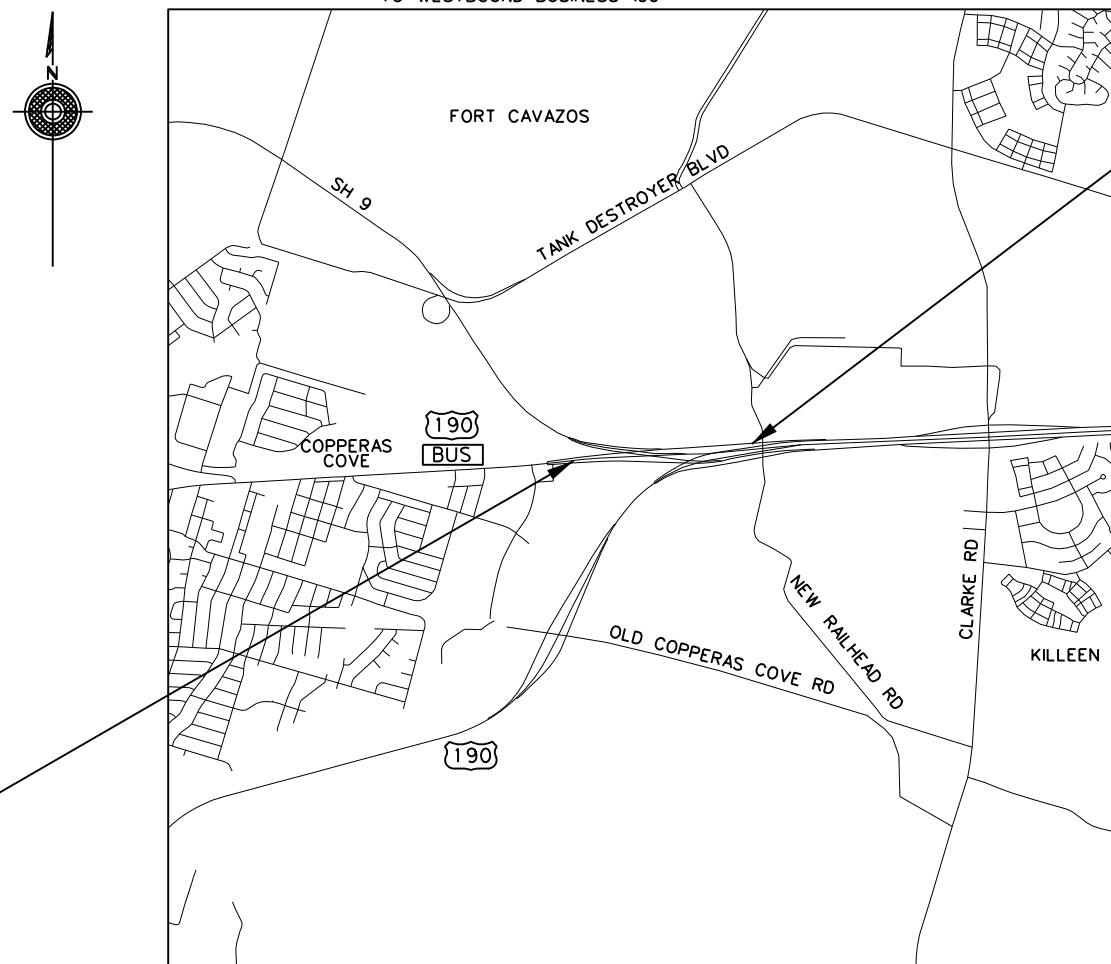 N
FORT CAVAZOS
SH 9
TANK DESTROYER BLVD
190
BUS
COPPERAS
COVE
NEW RAILHEAD RD
OLD COPPERAS COVE RD
CLARKE RD
KILLEEN
190